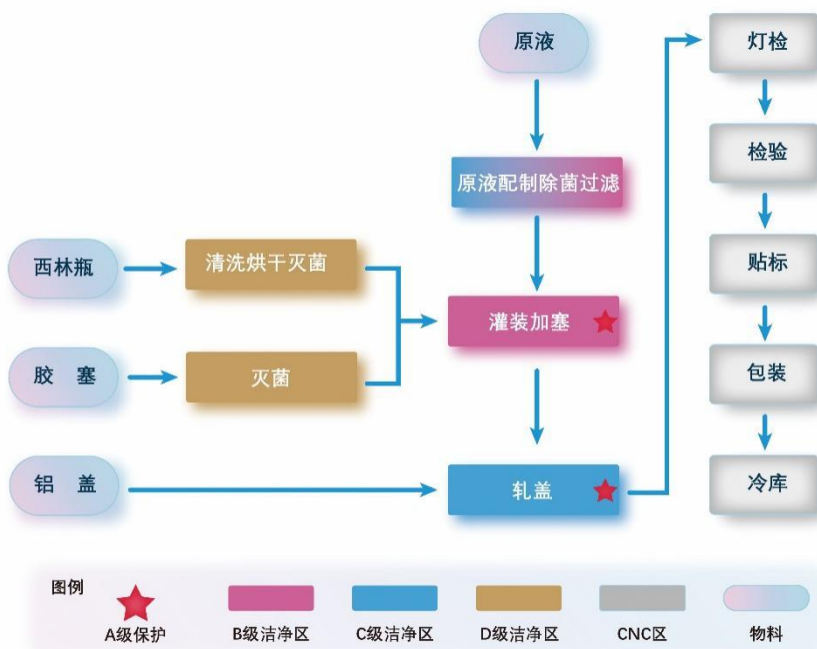 原液
灯检
检验
原液配制除菌过滤
西林瓶
清洗烘干灭菌
贴标
灌装加塞
胶 塞
灭菌
包装
铝 盖
轧盖
冷库
图例
A级保护
B级洁净区
C级洁净区
D级洁净区
CNC区
物料